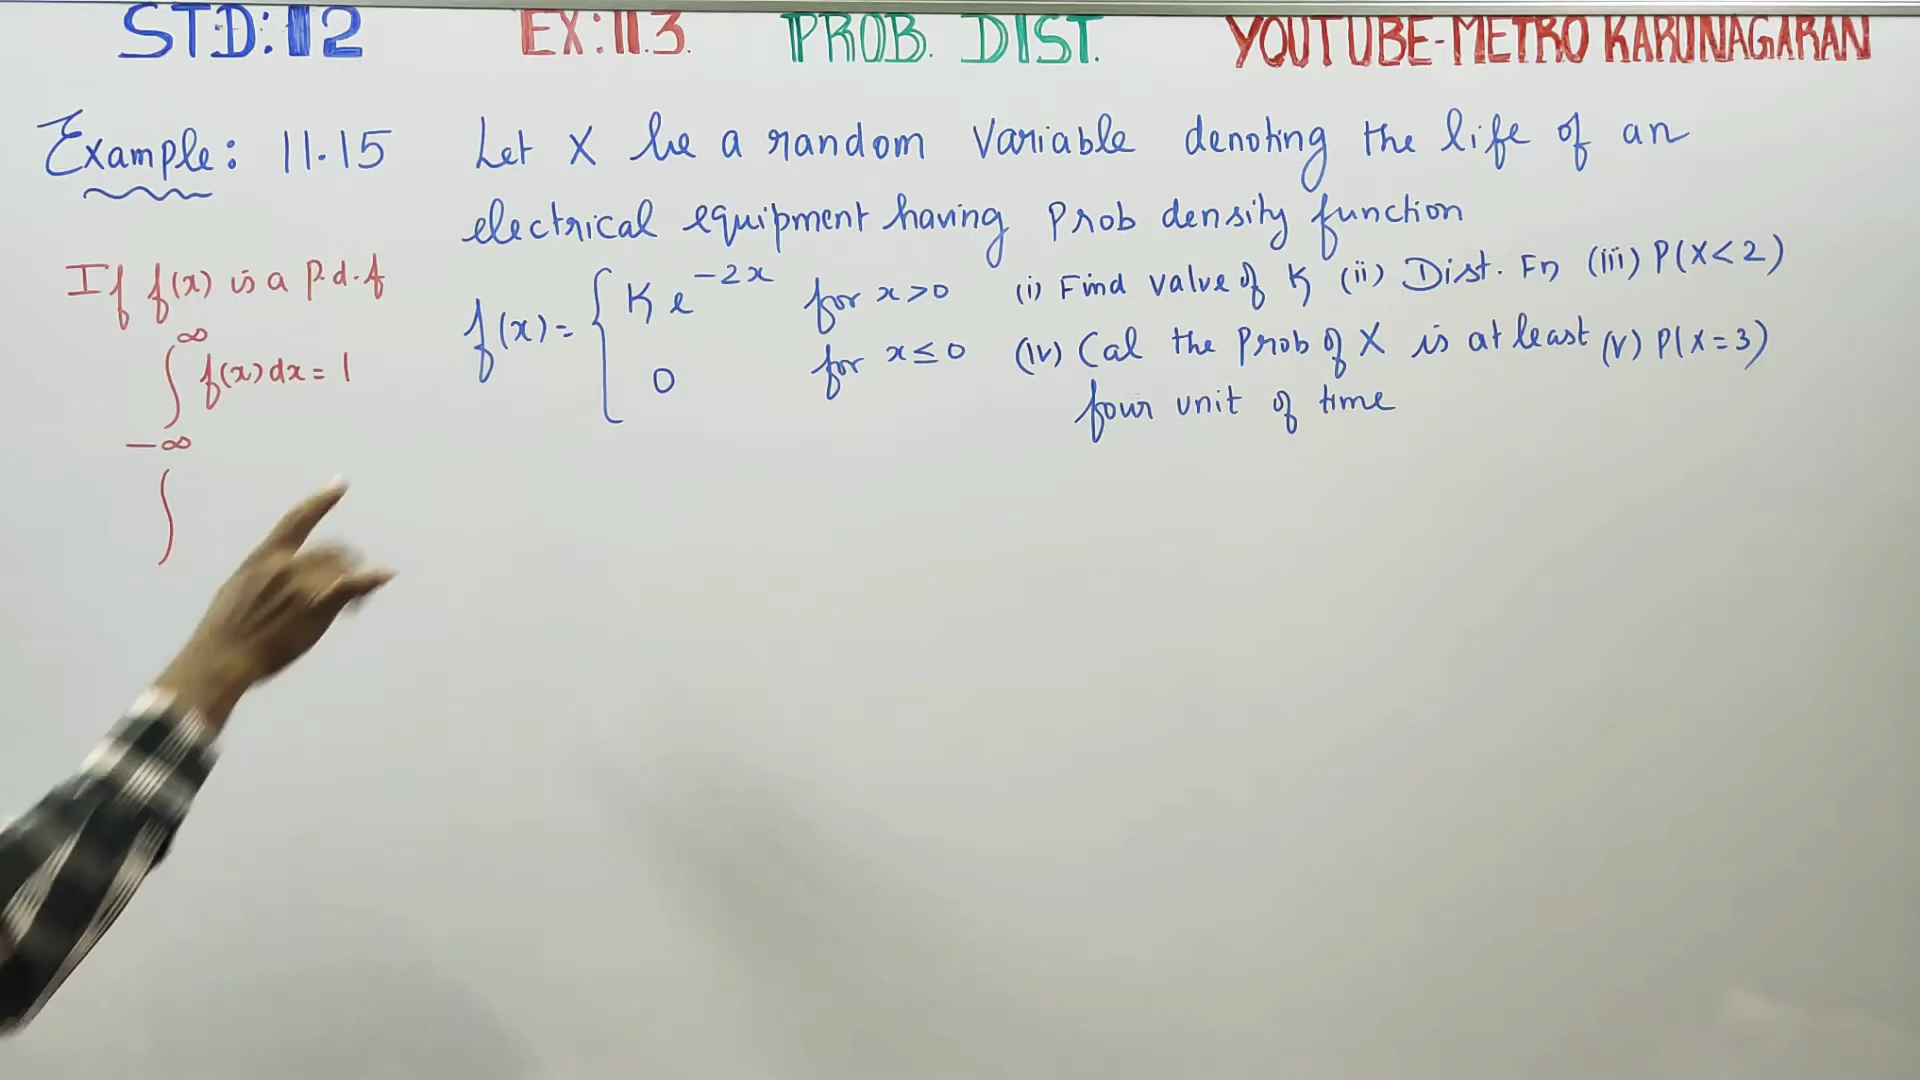 STD:12 EX:11.3. PROB. DIST. YOUTUBE-METRO KARUNAGARAN
Example: 11.15 Let X be a random Variable denoting the life of an
electrical equipment having Prob density function
f(x)= { K e^{-2x} for x>0
0 for x≤0
(i) Find value of K (ii) Dist. Fn (iii) P(X<2)
(iv) Cal the Prob of X is at least (v) P(X=3)
four unit of time
If f(x) is a P.d.f
∫_{-∞}^{∞} f(x)dx=1
∫